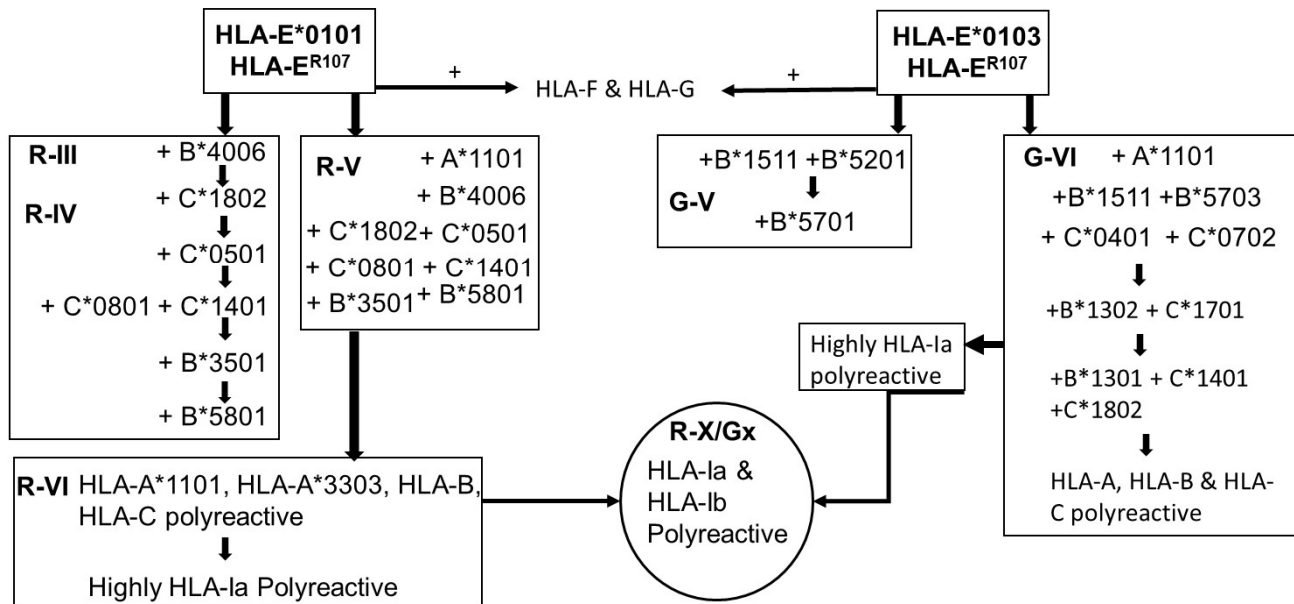 HLA-E*0101
HLA-E^R107
+
HLA-F & HLA-G
+
HLA-E*0103
HLA-E^R107
R-III + B*4006
R-IV + C*1802
+ C*0501
+ C*0801 + C*1401
+ B*3501
+ B*5801
R-V + A*1101
+ B*4006
+ C*1802 + C*0501
+ C*0801 + C*1401
+ B*3501 + B*5801
+B*1511 +B*5201
G-V
+B*5701
G-VI + A*1101
+B*1511 +B*5703
+ C*0401 + C*0702
+B*1302 + C*1701
+B*1301 + C*1401
+C*1802
HLA-A, HLA-B & HLA-
C polyreactive
Highly HLA-Ia
polyreactive
R-X/Gx
HLA-Ia &
HLA-Ib
Polyreactive
R-VI HLA-A*1101, HLA-A*3303, HLA-B,
HLA-C polyreactive
Highly HLA-Ia Polyreactive